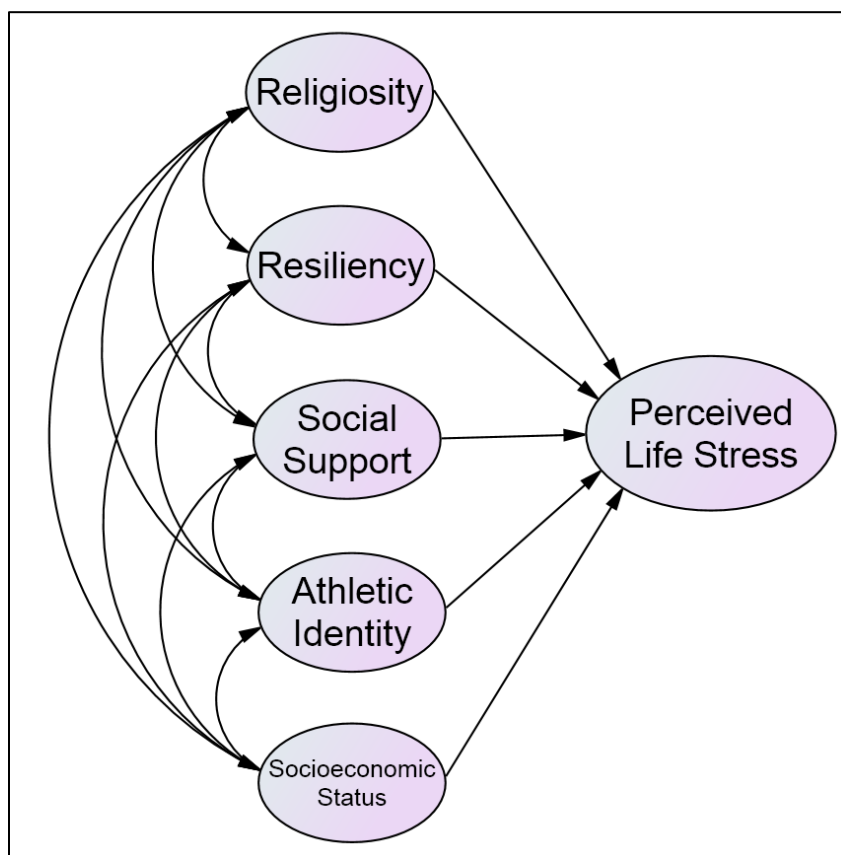 Religiosity
Resiliency
Social
Support
Athletic
Identity
Socioeconomic
Status
Perceived
Life Stress